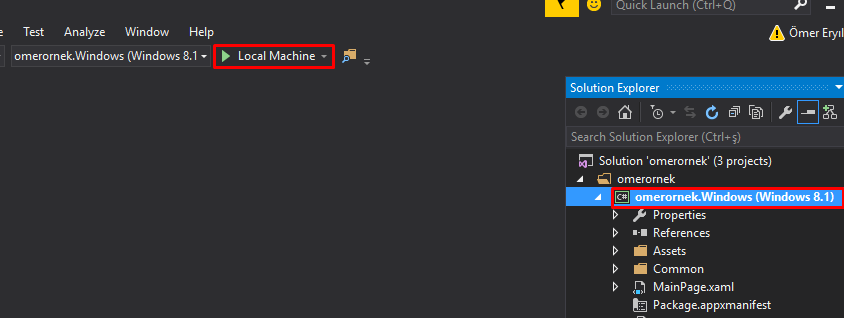 Quick Launch (Ctrl+Q)
Ömer Eryıl
e Test Analyze Window Help
omerornek.Windows (Windows 8.1 Local Machine
Solution Explorer
Search Solution Explorer (Ctrl+ş)
Solution 'omerornek' (3 projects)
omerornek
C# omerornek.Windows (Windows 8.1)
Properties
References
Assets
Common
MainPage.xaml
Package.appxmanifest